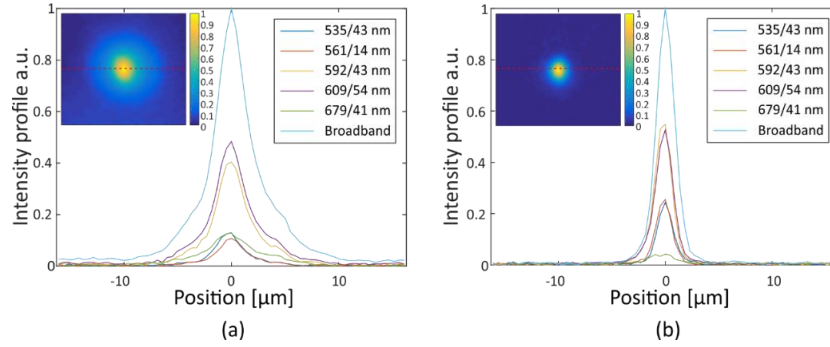 1
0.8
0.6
0.4
0.2
0
Intensity profile a.u.
1
0.9
0.8
0.7
0.6
0.5
0.4
0.3
0.2
0.1
0
535/43 nm
561/14 nm
592/43 nm
609/54 nm
679/41 nm
Broadband
-10
0
10
Position [µm]
(a)
1
0.8
0.6
0.4
0.2
0
Intensity profile a.u.
1
0.9
0.8
0.7
0.6
0.5
0.4
0.3
0.2
0.1
0
535/43 nm
561/14 nm
592/43 nm
609/54 nm
679/41 nm
Broadband
-10
0
10
Position [µm]
(b)